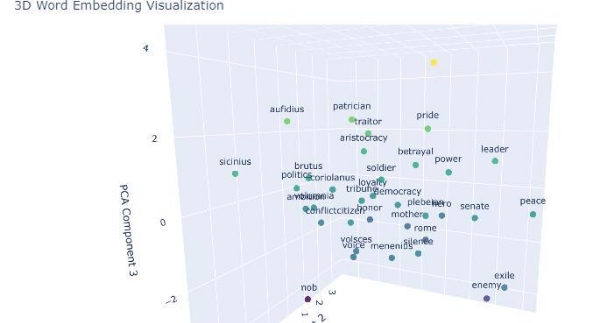 3D Word Embedding Visualization
4
aufidius
patrician
traitor
pride
2
aristocracy
betrayal
leader
sicinius
brutus
soldier
power
politics
coriolanus
loyalty
tribune
democracy
ambition
volumnia
plebeian
hero
peace
conflict
citizen
honor
mother
senate
PCA Component 3
0
rome
volsces
silence
voice
menenius
exile
enemy
nob
−2
3
2
1
2